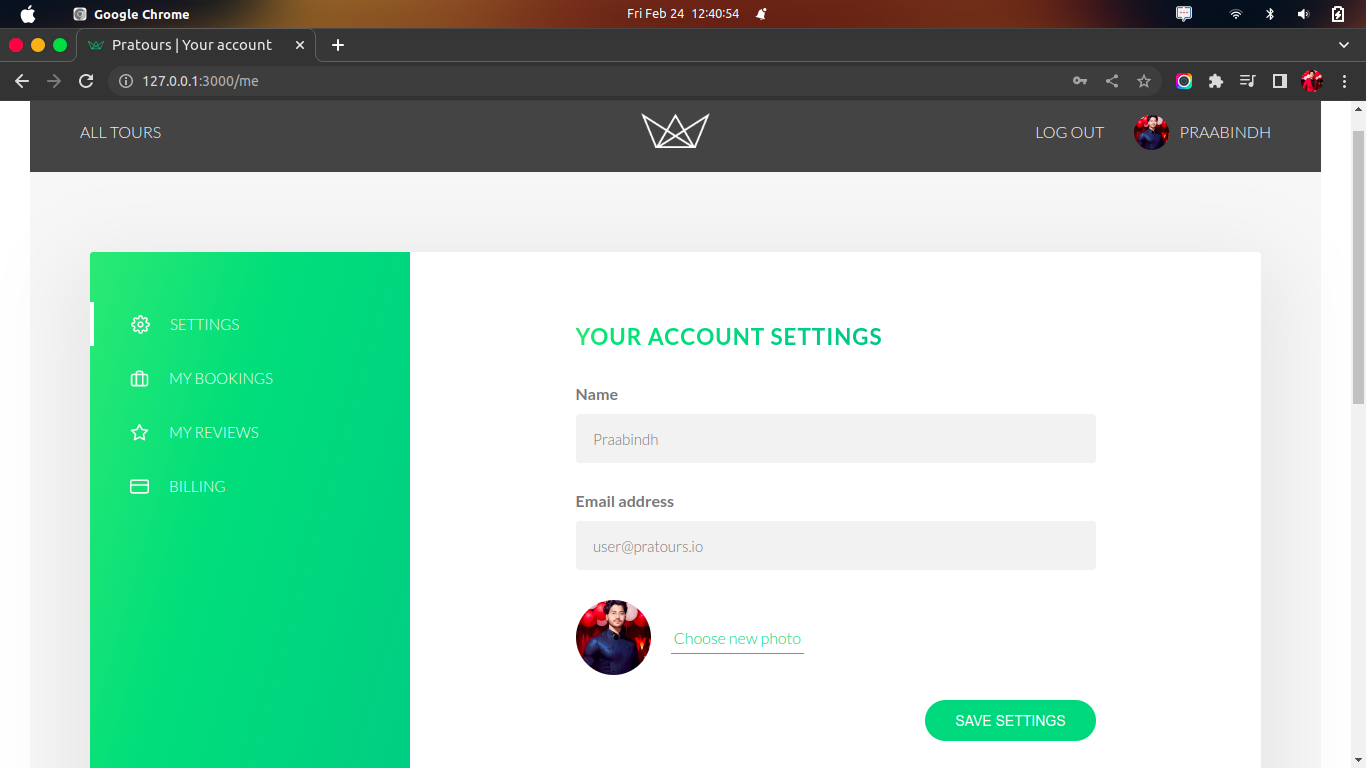 Google Chrome
Fri Feb 24 12:40:54
Pratours | Your account
127.0.0.1:3000/me
ALL TOURS
LOG OUT
PRAABINDH
SETTINGS
MY BOOKINGS
MY REVIEWS
BILLING
YOUR ACCOUNT SETTINGS
Name
Praabindh
Email address
user@pratours.io
Choose new photo
SAVE SETTINGS